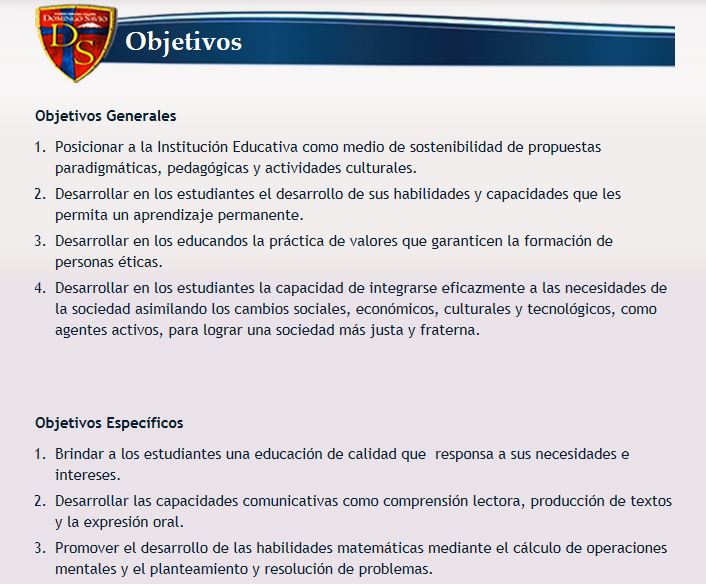 DOMINGO SAVIO
DS
Objetivos
Objetivos Generales
1. Posicionar a la Institución Educativa como medio de sostenibilidad de propuestas
paradigmáticas, pedagógicas y actividades culturales.
2. Desarrollar en los estudiantes el desarrollo de sus habilidades y capacidades que les
permita un aprendizaje permanente.
3. Desarrollar en los educandos la práctica de valores que garanticen la formación de
personas éticas.
4. Desarrollar en los estudiantes la capacidad de integrarse eficazmente a las necesidades de
la sociedad asimilando los cambios sociales, económicos, culturales y tecnológicos, como
agentes activos, para lograr una sociedad más justa y fraterna.
Objetivos Específicos
1. Brindar a los estudiantes una educación de calidad que  responsa a sus necesidades e
intereses.
2. Desarrollar las capacidades comunicativas como comprensión lectora, producción de textos
y la expresión oral.
3. Promover el desarrollo de las habilidades matemáticas mediante el cálculo de operaciones
mentales y el planteamiento y resolución de problemas.